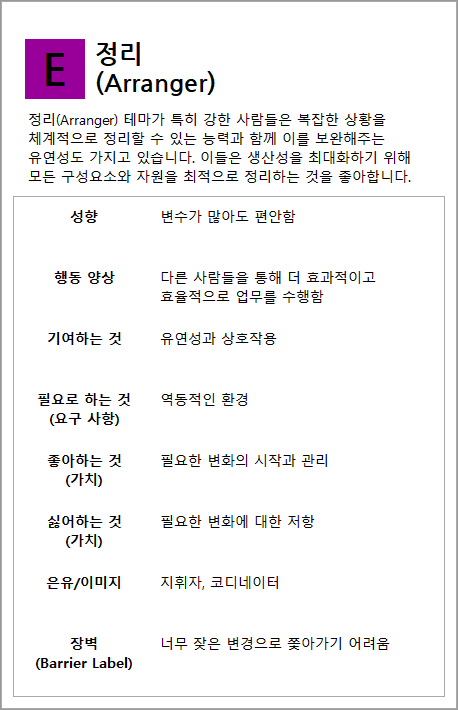 E
정리
(Arranger)
정리(Arranger) 테마가 특히 강한 사람들은 복잡한 상황을
체계적으로 정리할 수 있는 능력과 함께 이를 보완해주는
유연성도 가지고 있습니다. 이들은 생산성을 최대화하기 위해
모든 구성요소와 자원을 최적으로 정리하는 것을 좋아합니다.
성향 변수가 많아도 편안함
행동 양상 다른 사람들을 통해 더 효과적이고
효율적으로 업무를 수행함
기여하는 것 유연성과 상호작용
필요로 하는 것 역동적인 환경
(요구 사항)
좋아하는 것 필요한 변화의 시작과 관리
(가치)
싫어하는 것 필요한 변화에 대한 저항
(가치)
은유/이미지 지휘자, 코디네이터
장벽 너무 잦은 변경으로 쫓아가기 어려움
(Barrier Label)